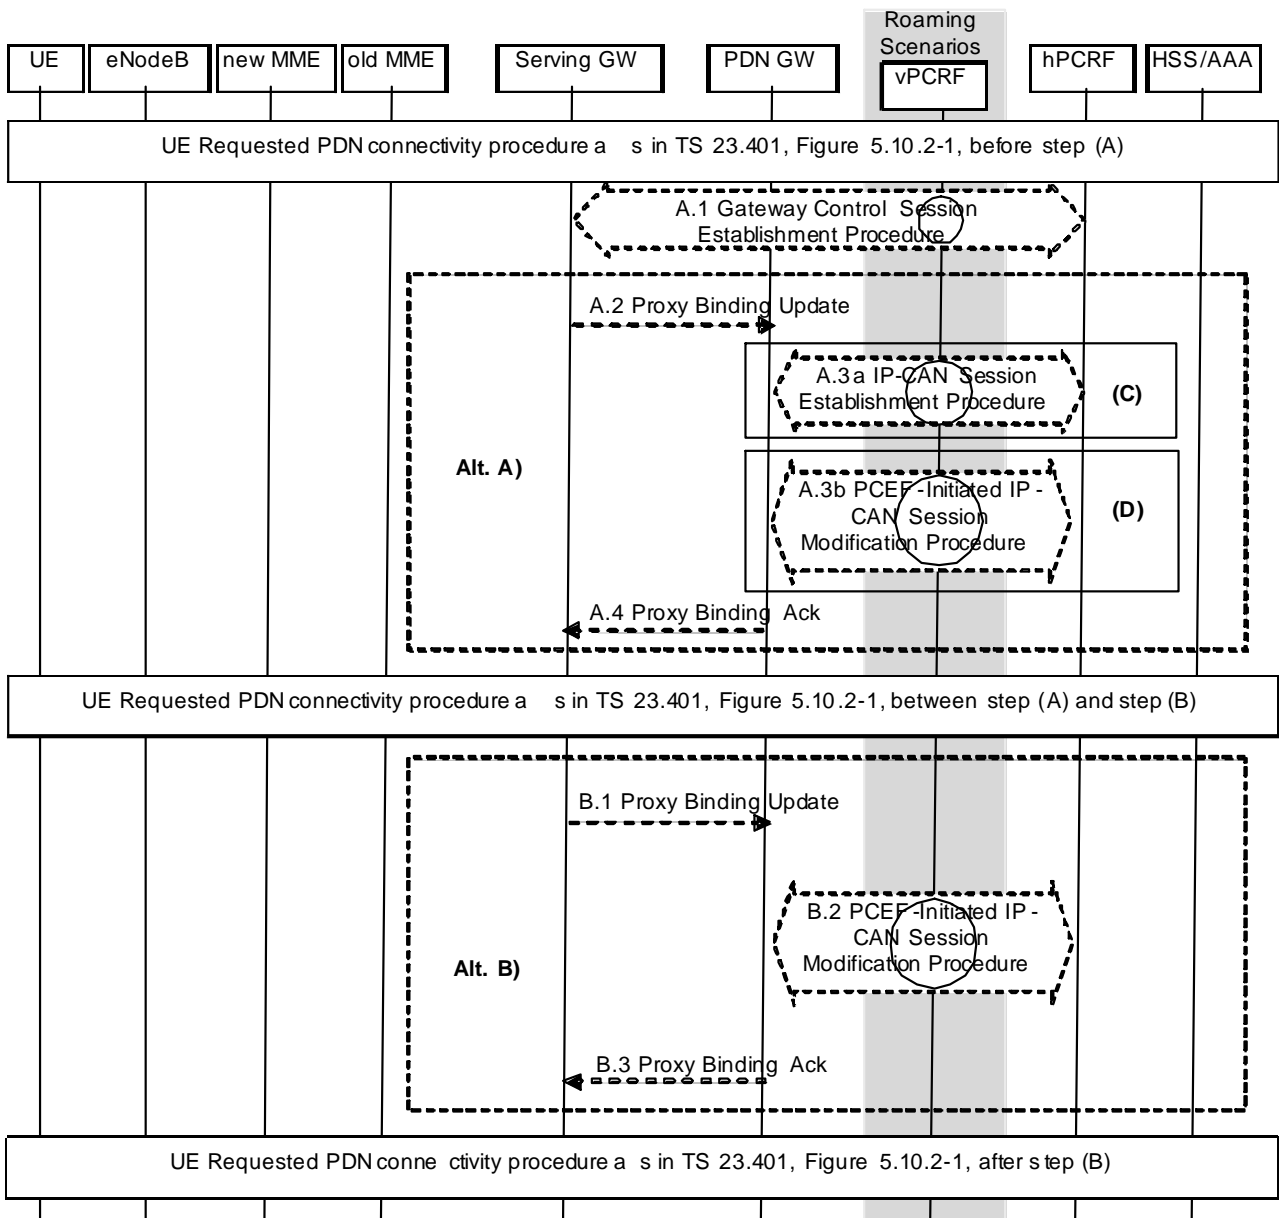 Roaming
Scenarios
UE
eNodeB
new MME
old MME
Serving GW
PDN GW
vPCRF
hPCRF
HSS/AAA
UE Requested PDN connectivity procedure a s in TS 23.401, Figure 5.10.2-1, before step (A)
A.1 Gateway Control Session
Establishment Procedure
A.2 Proxy Binding Update
A.3a IP-CAN Session
Establishment Procedure
(C)
Alt. A)
A.3b PCEF-Initiated IP-
CAN Session
Modification Procedure
(D)
A.4 Proxy Binding Ack
UE Requested PDN connectivity procedure a s in TS 23.401, Figure 5.10.2-1, between step (A) and step (B)
B.1 Proxy Binding Update
B.2 PCEF-Initiated IP-
CAN Session
Modification Procedure
Alt. B)
B.3 Proxy Binding Ack
UE Requested PDN conne ctivity procedure a s in TS 23.401, Figure 5.10.2-1, after step (B)